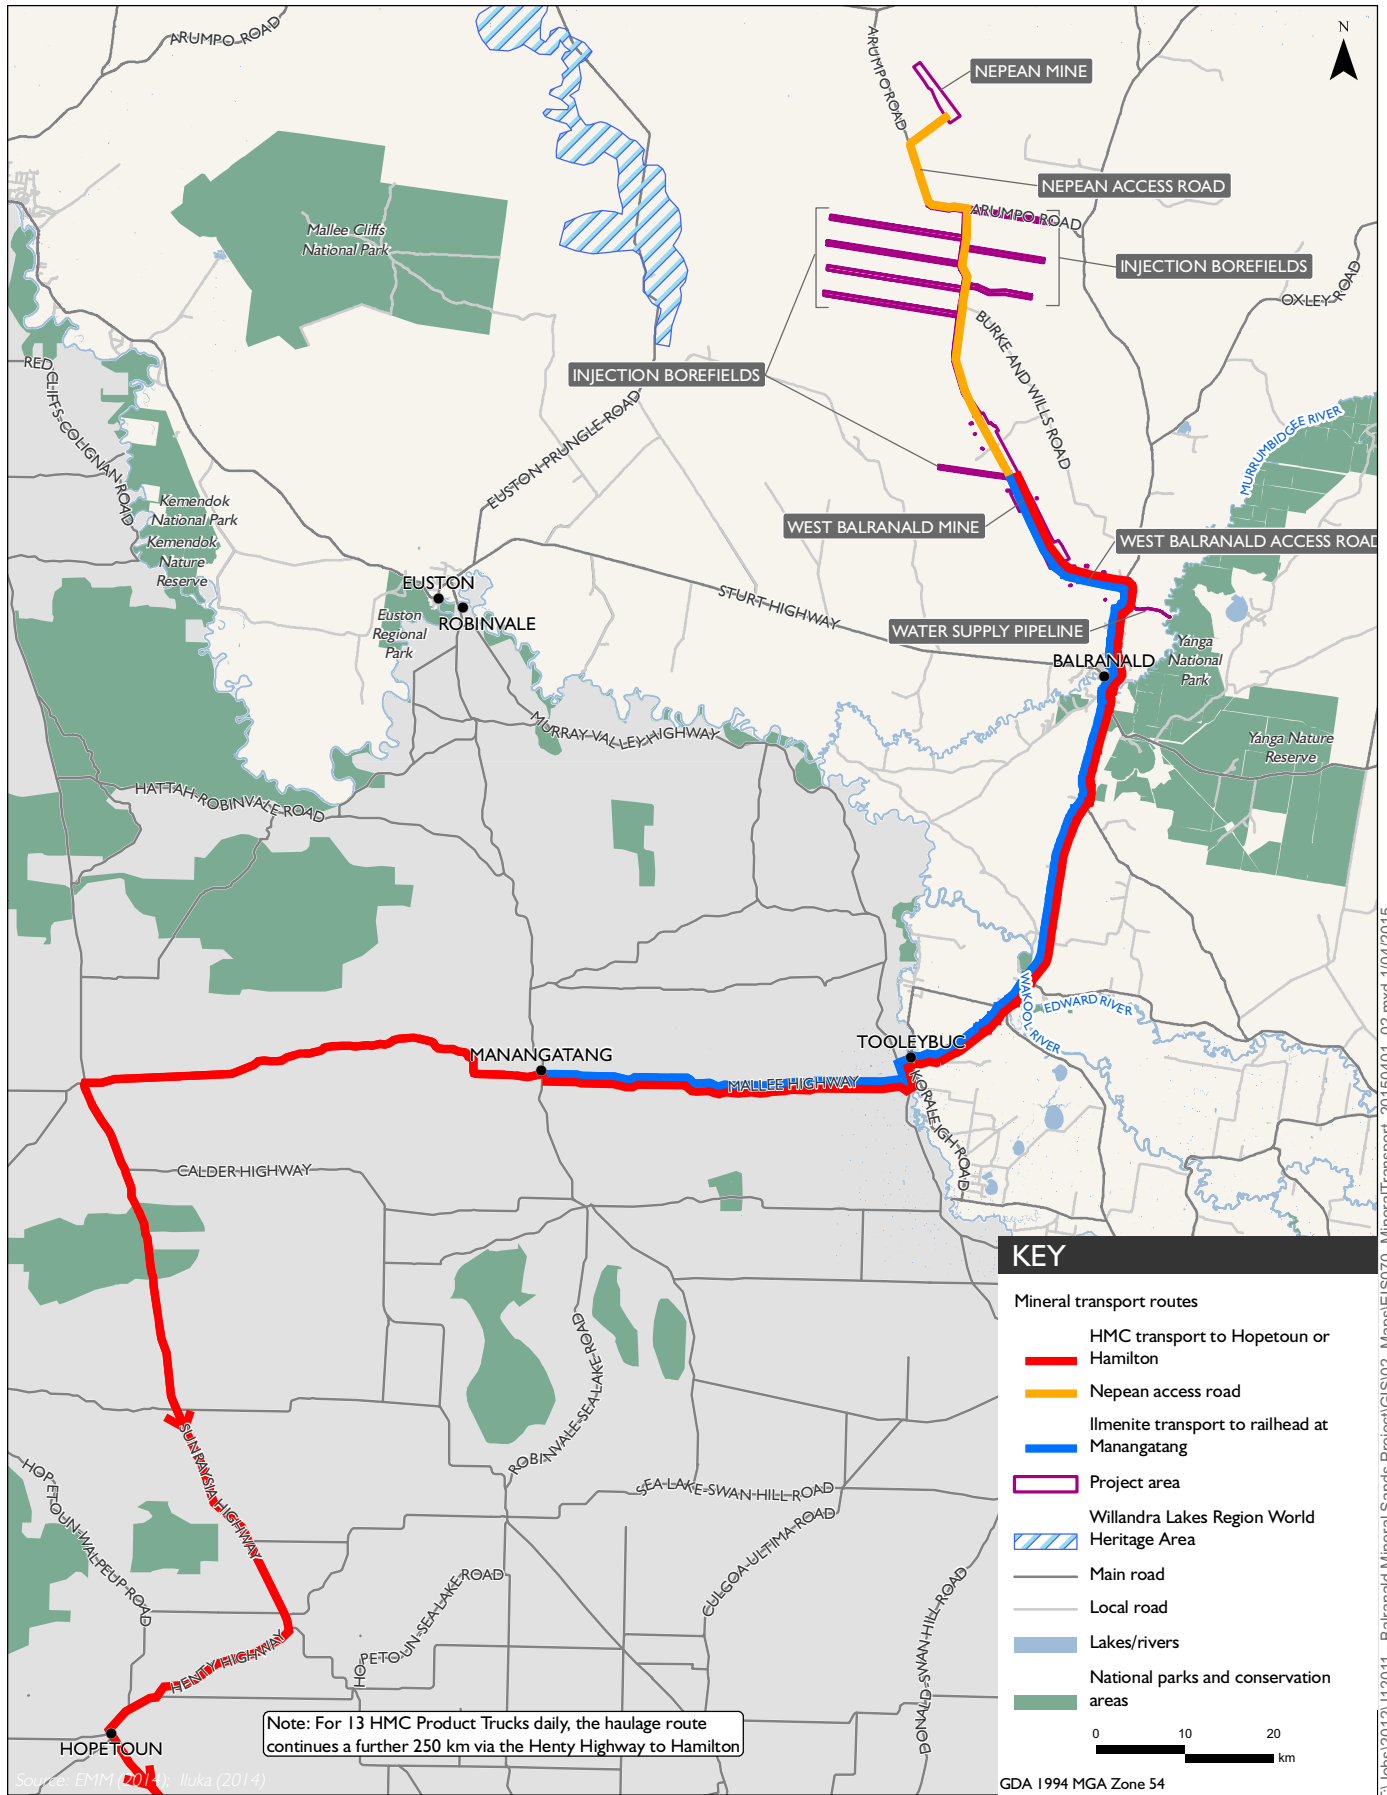 ARUMPO ROAD
N
ARUMPO ROAD
NEPEAN MINE
NEPEAN ACCESS ROAD
ARUMPO ROAD
Mallee Cliffs
National Park
INJECTION BOREFIELDS
OXLEY ROAD
BURKE AND WILLS ROAD
RED CLIFFS-COLIGNAN ROAD
INJECTION BOREFIELDS
EUSTON-PRUNGLE ROAD
MURRUMBIDGEE RIVER
Kemendok
National Park
Kemendok
Nature
Reserve
WEST BALRANALD MINE
WEST BALRANALD ACCESS ROAD
EUSTON
ROBINVALE
Euston
Regional
Park
STURT HIGHWAY
WATER SUPPLY PIPELINE
Yanga
National
Park
BALRANALD
MURRAY VALLEY HIGHWAY
Yanga Nature
Reserve
HATTAH-ROBINVALE ROAD
WAKOOL RIVER
EDWARD RIVER
TOOLEYBUC
MANANGATANG
MALLEE HIGHWAY
KORALEIGH ROAD
CALDER HIGHWAY
ROBINVALE-SEA LAKE ROAD
SUNRAYSIA HIGHWAY
HOPETOUN-WALPEUP ROAD
SEA LAKE-SWAN HILL ROAD
CULGOA-ULTIMA ROAD
HOPETOUN-SEA LAKE ROAD
DONALD-SWAN HILL ROAD
HENTY HIGHWAY
HOPETOUN
Note: For 13 HMC Product Trucks daily, the haulage route
continues a further 250 km via the Henty Highway to Hamilton
Source: EMM (2014); Iluka (2014)
KEY
Mineral transport routes
HMC transport to Hopetoun or
Hamilton
Nepean access road
Ilmenite transport to railhead at
Manangatang
Project area
Willandra Lakes Region World
Heritage Area
Main road
Local road
Lakes/rivers
National parks and conservation
areas
0 10 20
km
GDA 1994 MGA Zone 54